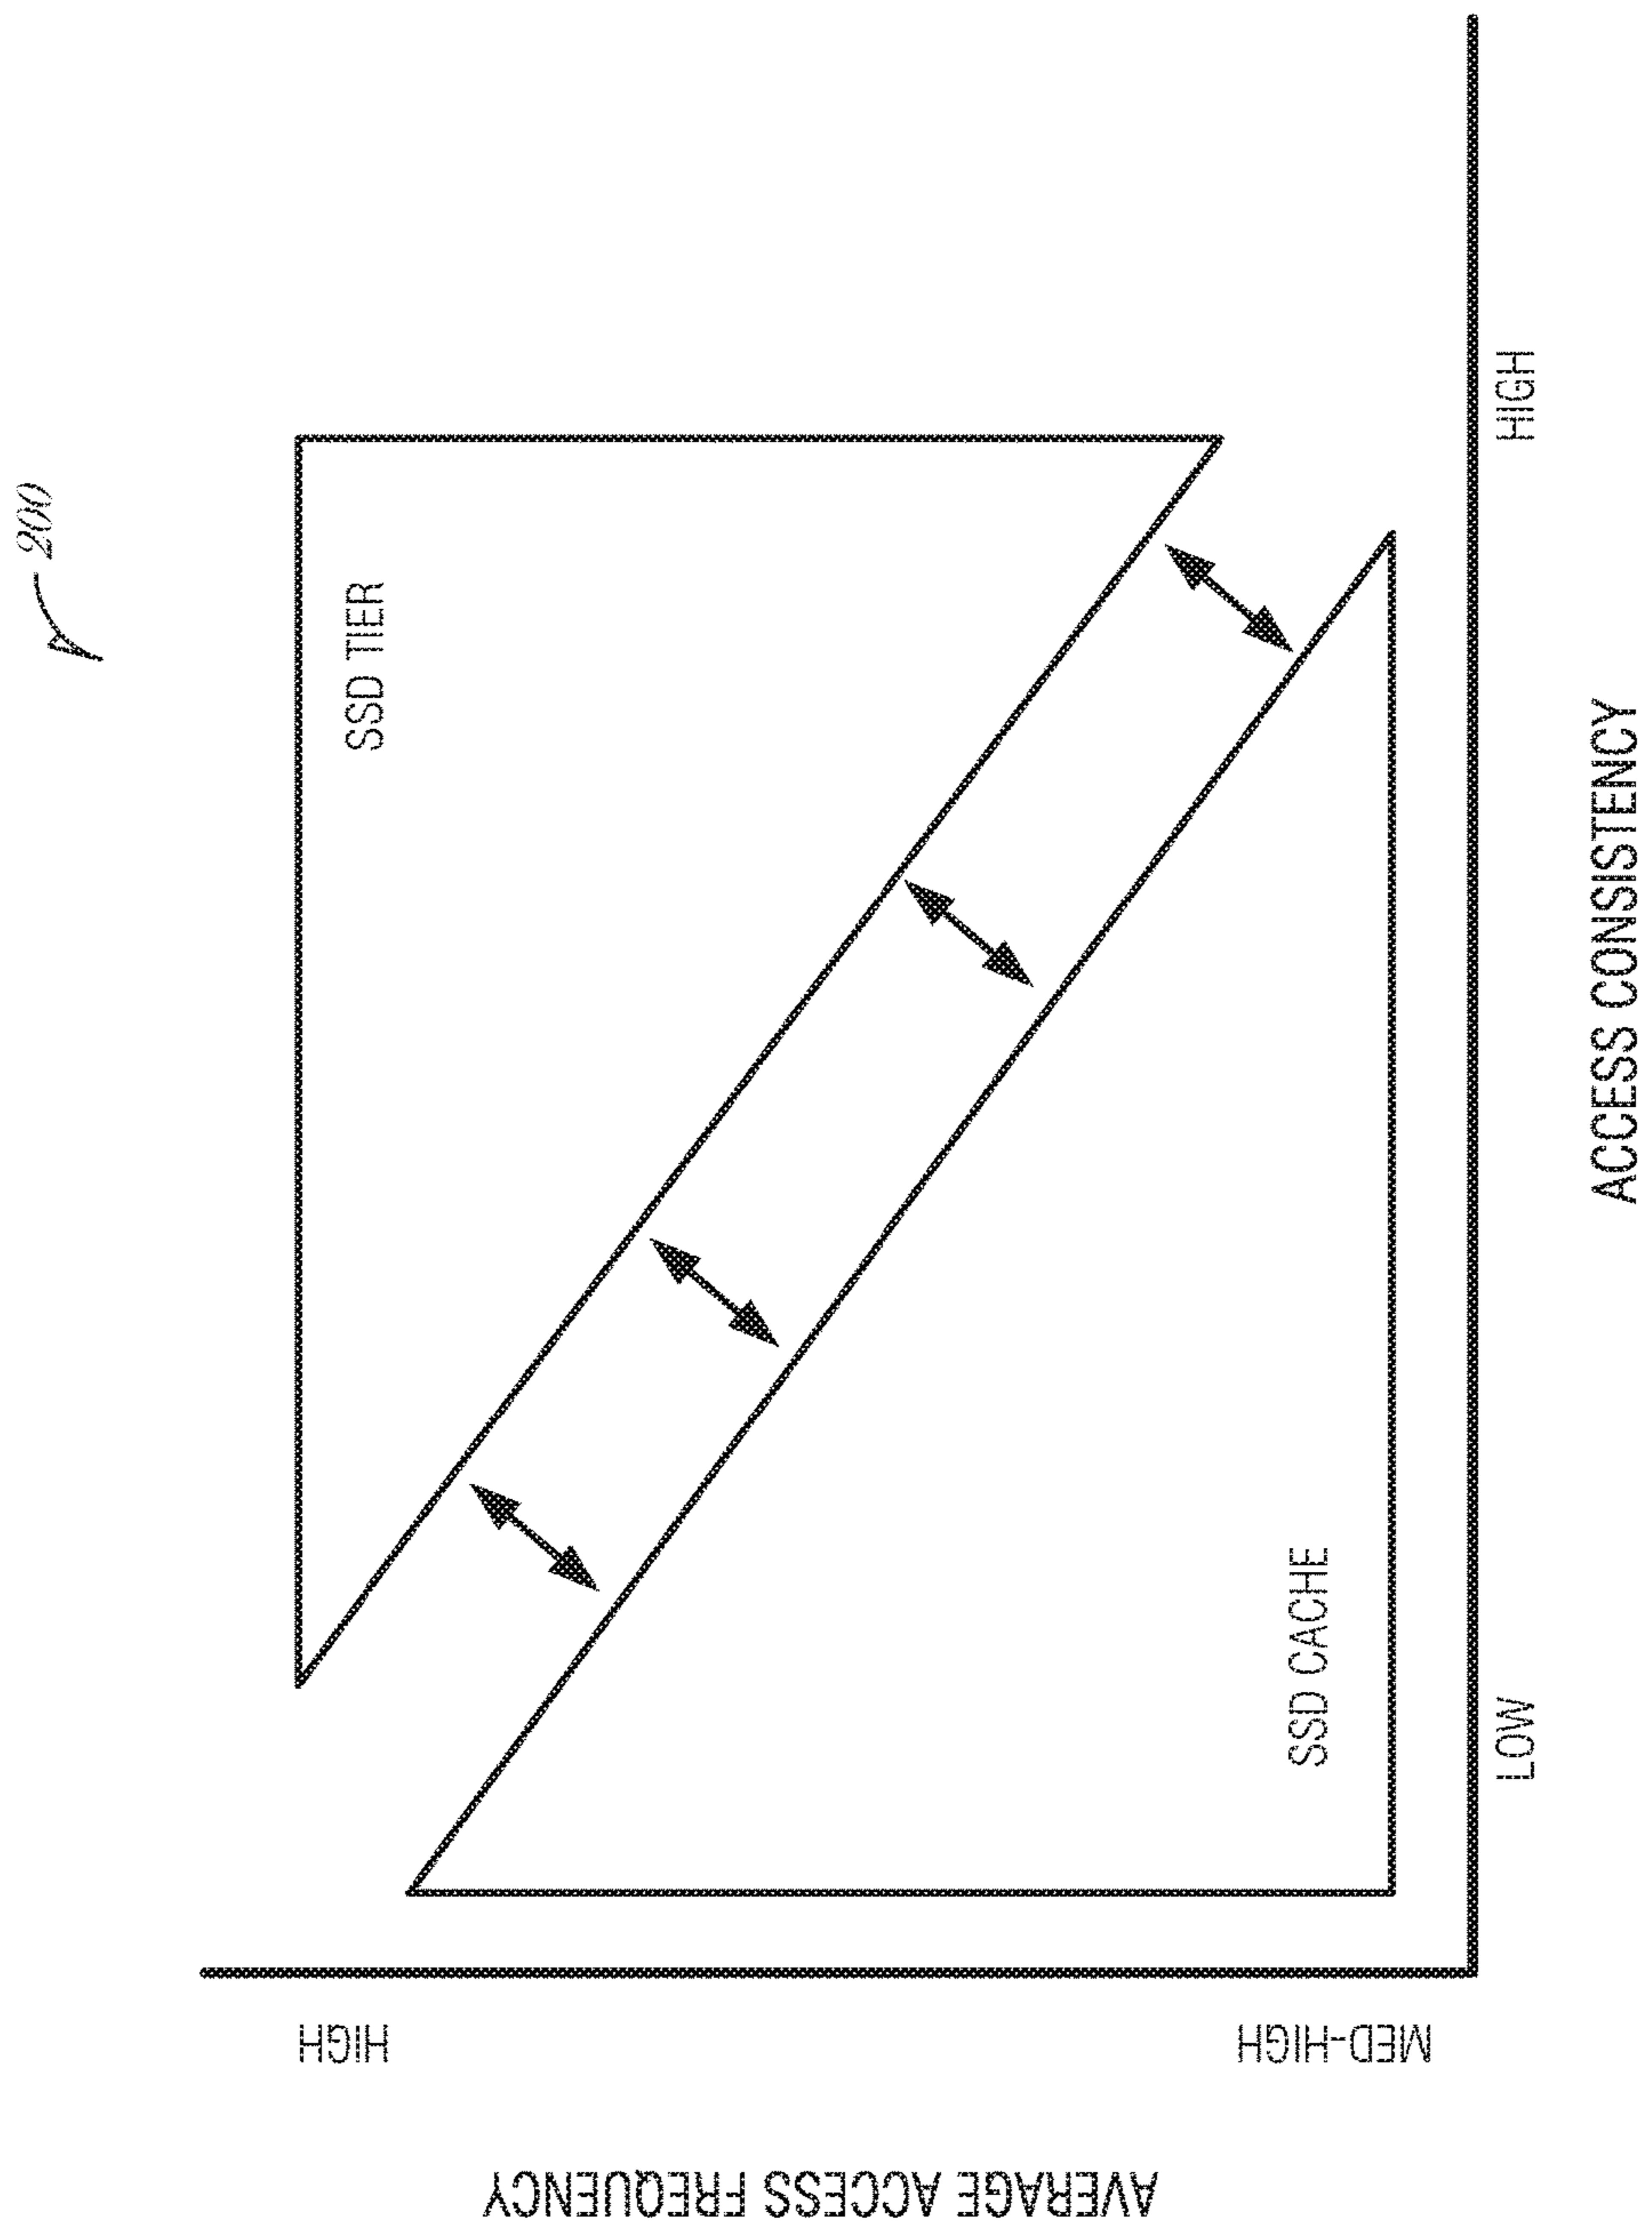 200
SSD TIER
SSD CACHE
AVERAGE ACCESS FREQUENCY
HIGH
MED-HIGH
LOW
HIGH
ACCESS CONSISTENCY